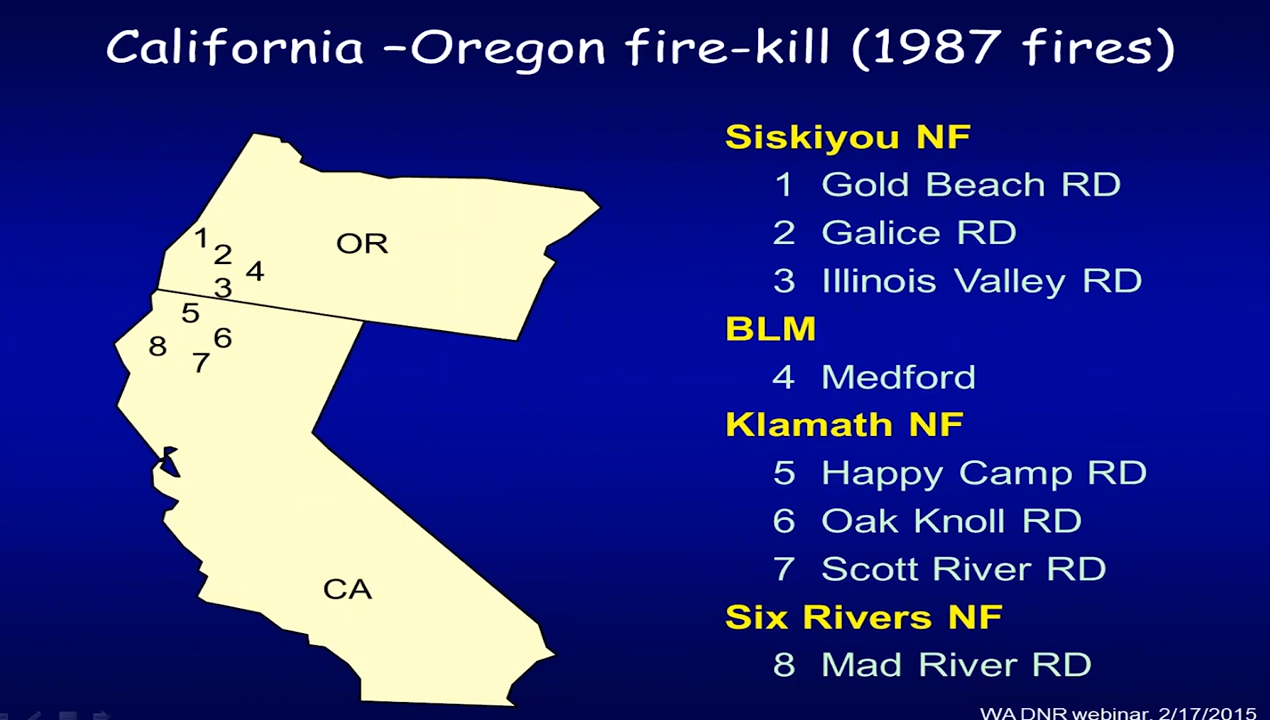 California –Oregon fire-kill (1987 fires)
Siskiyou NF
1 Gold Beach RD
2 Galice RD
3 Illinois Valley RD
BLM
4 Medford
Klamath NF
5 Happy Camp RD
6 Oak Knoll RD
7 Scott River RD
Six Rivers NF
8 Mad River RD
OR
1
2
4
3
5
6
8
7
CA
WA DNR webinar, 2/17/2015